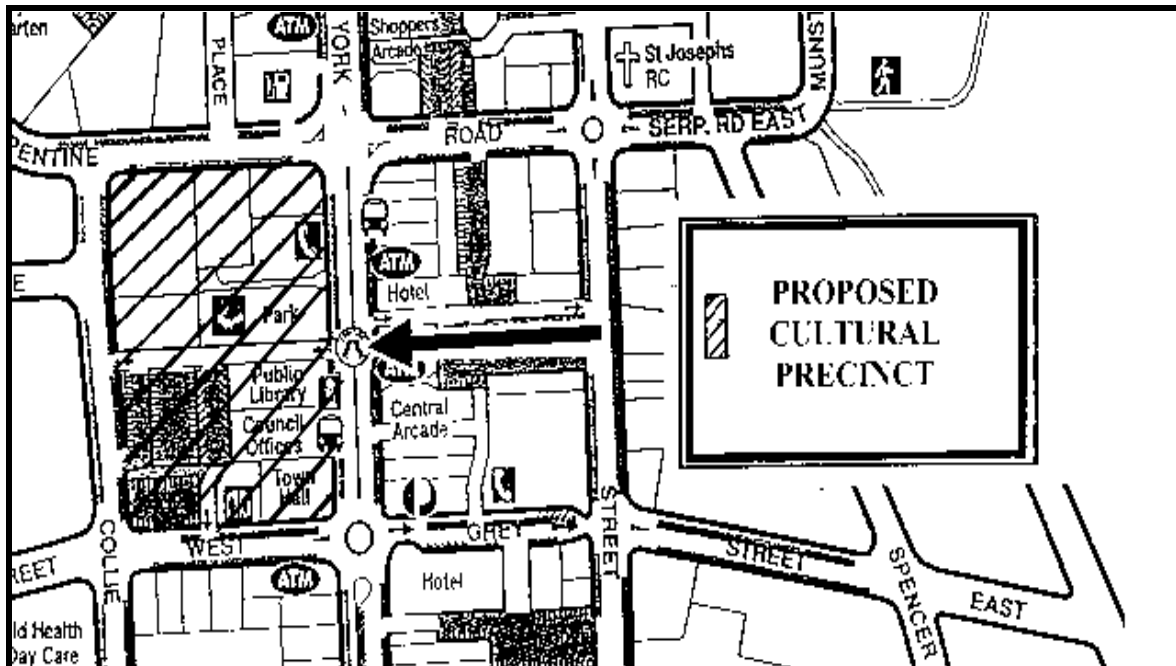 arten
ATM
PLACE
YORK
Shoppers
Arcade
St Josephs
RC
PENTINE
ROAD
SERP. RD EAST
ATM
Hotel
E
Park
PROPOSED
CULTURAL
PRECINCT
Public
Library
ATM
Council
Offices
Central
Arcade
Town
Hall
COLLIE
REET
WEST
GREY
STREET
STREET
SPENCER
EAST
ATM
Hotel
ld Health
Day Care